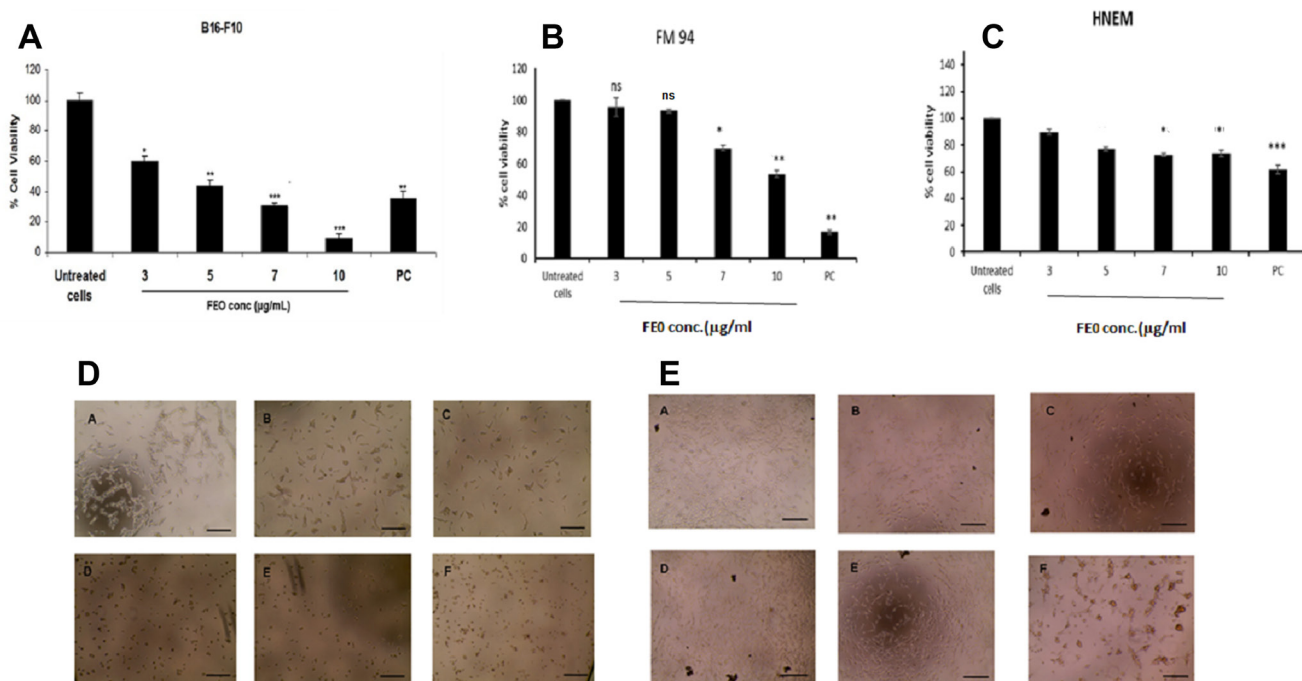 A
B16-F10
% Cell Viability
120
100
80
60
40
20
0
*
**
***
***
**
Untreated cells
3
5
7
10
PC
FEO conc (µg/mL)
B
FM 94
% cell viability
120
100
80
60
40
20
0
ns
ns
*
**
**
Untreated cells
3
5
7
10
PC
FE0 conc.(µg/ml
C
HNEM
% cell viability
140
120
100
80
60
40
20
0
***
Untreated cells
3
5
7
10
PC
FE0 conc.(µg/ml
D
A
B
C
D
E
F
E
A
B
C
D
E
F